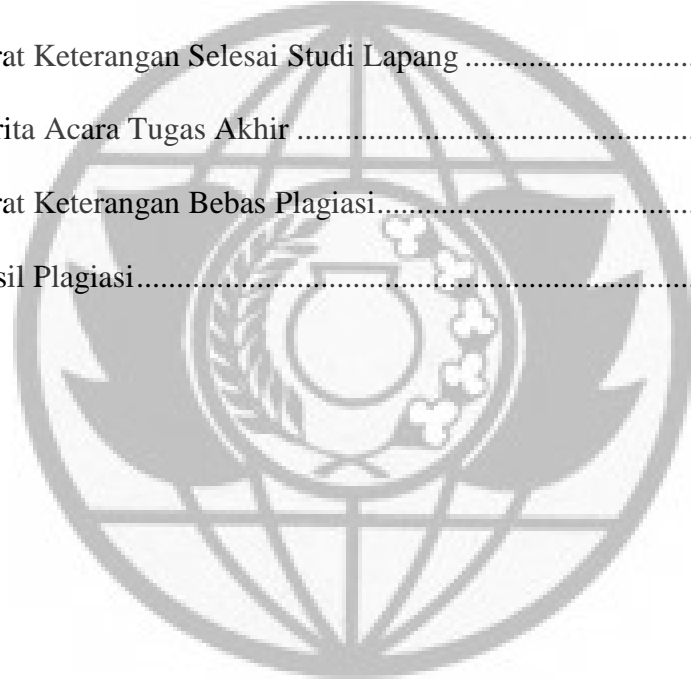 rat Keterangan Selesai Studi Lapang ............................
rita Acara Tugas Akhir .................................................
rat Keterangan Bebas Plagiasi.......................................
sil Plagiasi......................................................................